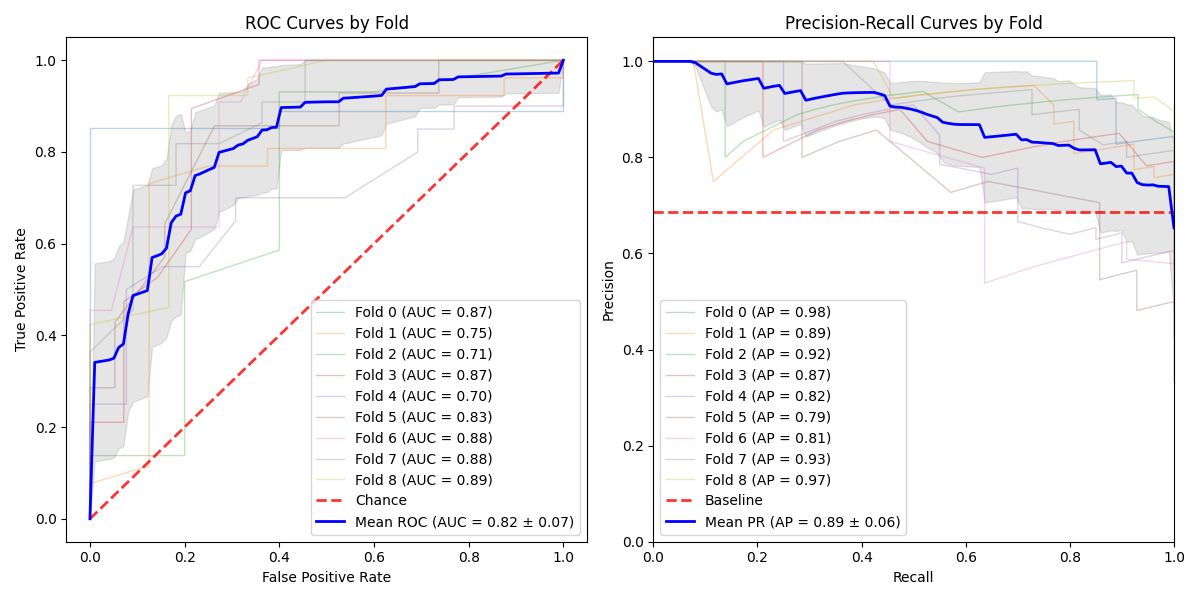 ROC Curves by Fold
True Positive Rate
1.0
0.8
0.6
0.4
0.2
0.0
Fold 0 (AUC = 0.87)
Fold 1 (AUC = 0.75)
Fold 2 (AUC = 0.71)
Fold 3 (AUC = 0.87)
Fold 4 (AUC = 0.70)
Fold 5 (AUC = 0.83)
Fold 6 (AUC = 0.88)
Fold 7 (AUC = 0.88)
Fold 8 (AUC = 0.89)
Chance
Mean ROC (AUC = 0.82 ± 0.07)
0.0 0.2 0.4 0.6 0.8 1.0
False Positive Rate
Precision-Recall Curves by Fold
Precision
1.0
0.8
0.6
0.4
0.2
0.0
Fold 0 (AP = 0.98)
Fold 1 (AP = 0.89)
Fold 2 (AP = 0.92)
Fold 3 (AP = 0.87)
Fold 4 (AP = 0.82)
Fold 5 (AP = 0.79)
Fold 6 (AP = 0.81)
Fold 7 (AP = 0.93)
Fold 8 (AP = 0.97)
Baseline
Mean PR (AP = 0.89 ± 0.06)
0.0 0.2 0.4 0.6 0.8 1.0
Recall